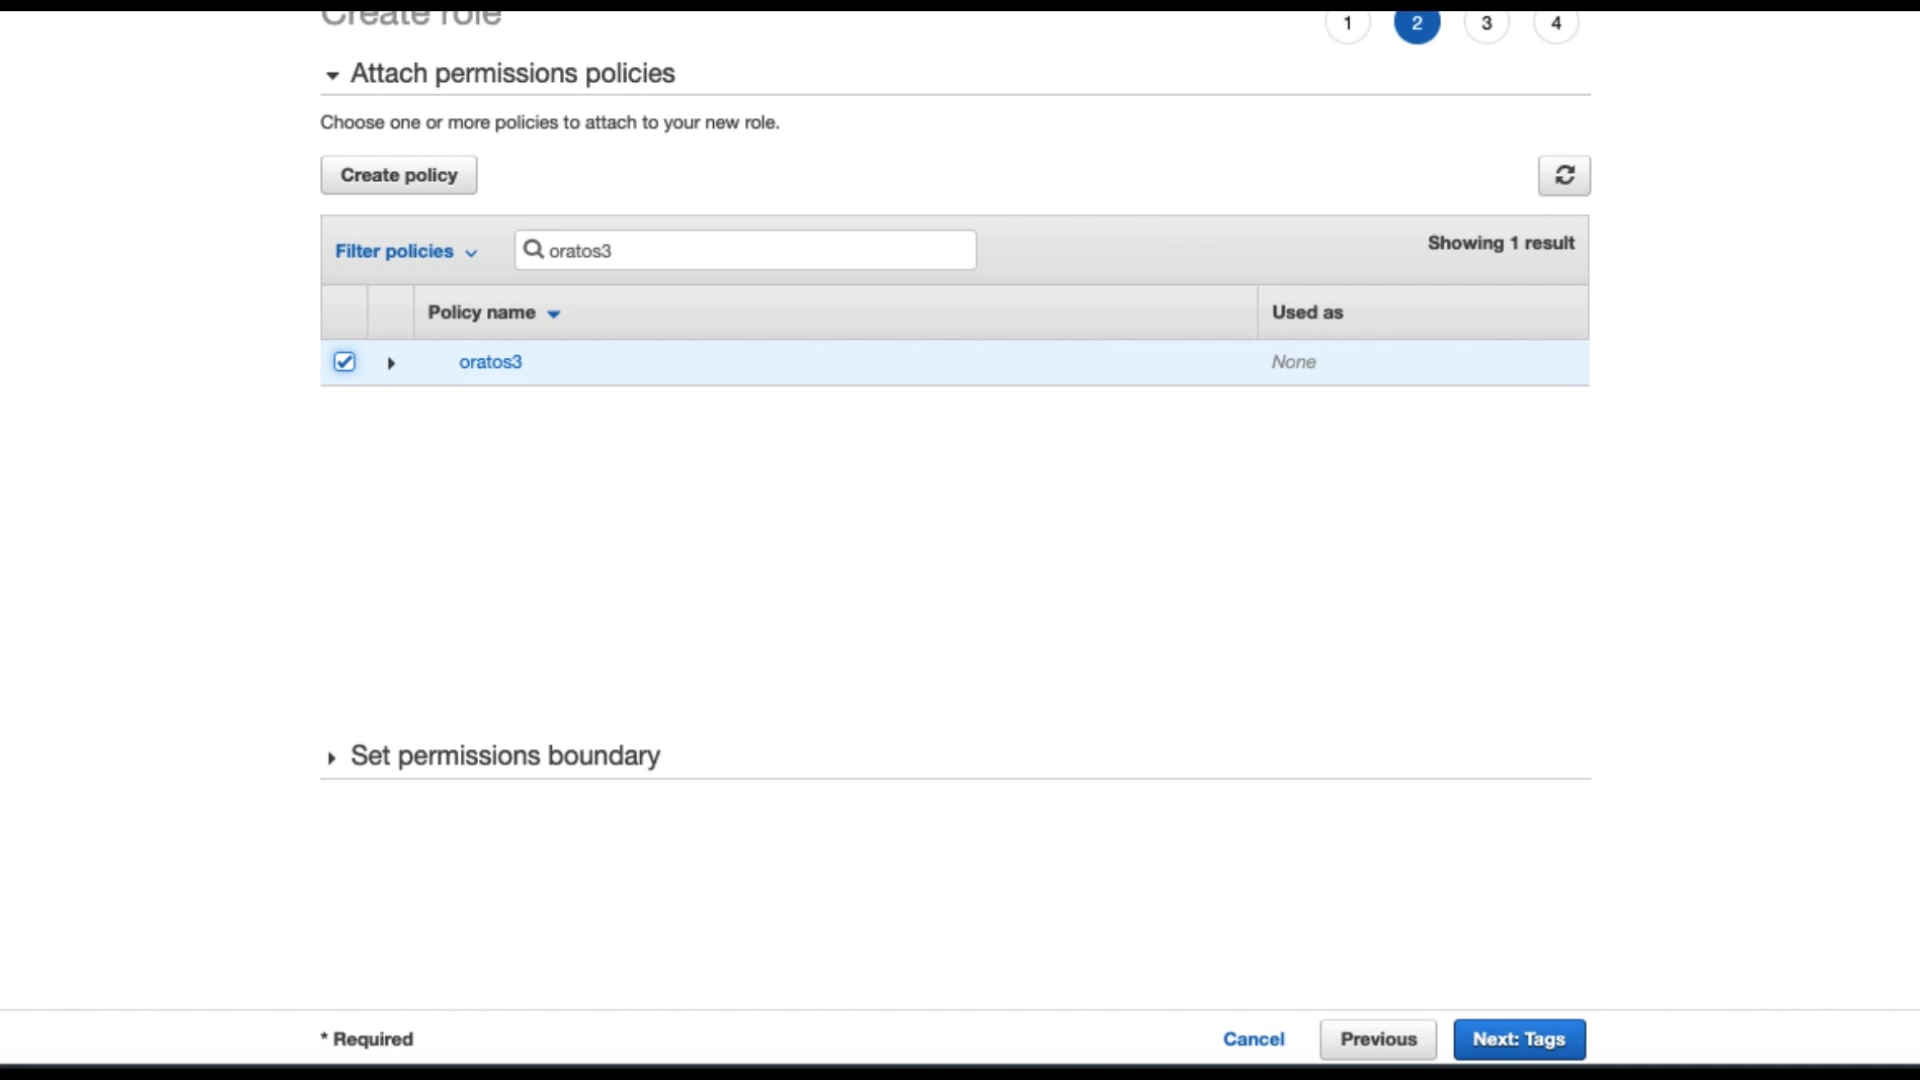 Create role
1 2 3 4
Attach permissions policies
Choose one or more policies to attach to your new role.
Create policy
Filter policies
oratos3
Showing 1 result
Policy name
Used as
oratos3
None
Set permissions boundary
* Required
Cancel
Previous
Next: Tags